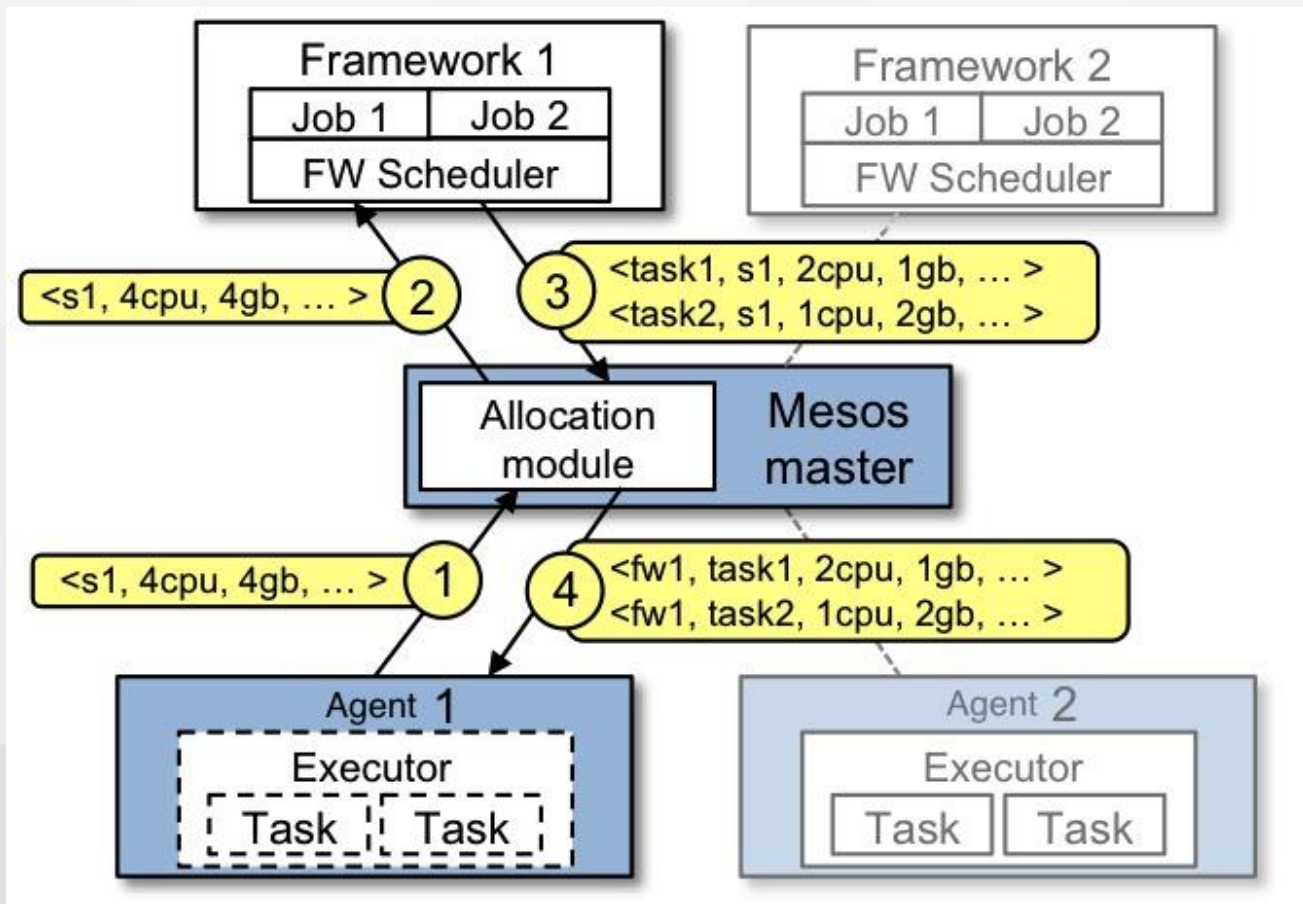 Framework 1
Job 1
Job 2
FW Scheduler
Framework 2
Job 1
Job 2
FW Scheduler
<s1, 4cpu, 4gb, … >
2
3
<task1, s1, 2cpu, 1gb, … >
<task2, s1, 1cpu, 2gb, … >
Allocation
module
Mesos
master
<s1, 4cpu, 4gb, … >
1
4
<fw1, task1, 2cpu, 1gb, … >
<fw1, task2, 1cpu, 2gb, … >
Agent 1
Executor
Task
Task
Agent 2
Executor
Task
Task